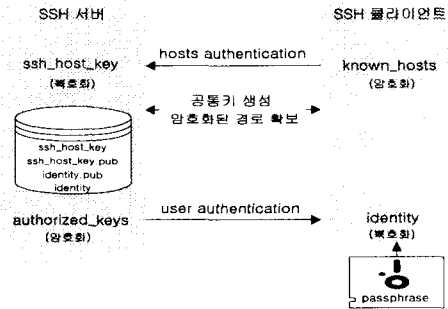 SSH 서버
SSH 클라이언트
hosts authentication
ssh_host_key
known_hosts
(복호화)
(암호화)
공통키 생성
암호화된 경로 확보
ssh_host_key
ssh_host_key.pub
identity.pub
identity
user authentication
authorized_keys
identity
(암호화)
(복호화)
passphrase